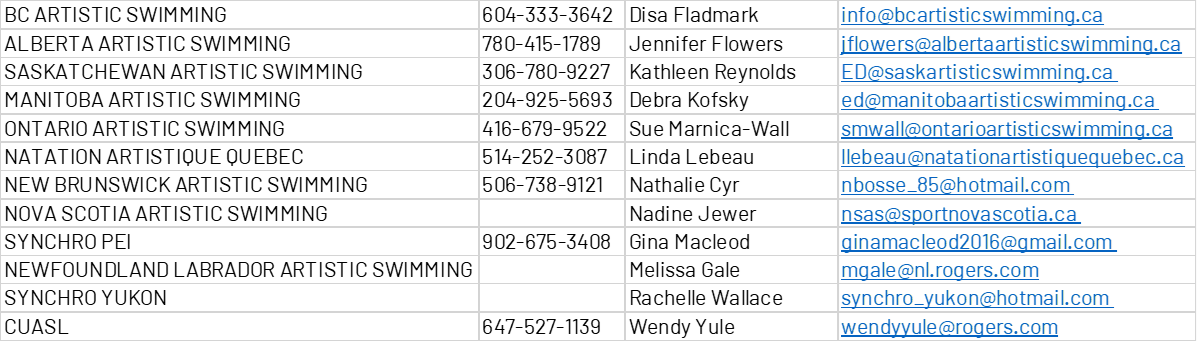 BC ARTISTIC SWIMMING 604-333-3642 Disa Fladmark info@bcartisticswimming.ca
ALBERTA ARTISTIC SWIMMING 780-415-1789 Jennifer Flowers jflowers@albertaartisticswimming.ca
SASKATCHEWAN ARTISTIC SWIMMING 306-780-9227 Kathleen Reynolds ED@saskartisticswimming.ca
MANITOBA ARTISTIC SWIMMING 204-925-5693 Debra Kofsky ed@manitobaartisticswimming.ca
ONTARIO ARTISTIC SWIMMING 416-679-9522 Sue Marnica-Wall smwall@ontarioartisticswimming.ca
NATATION ARTISTIQUE QUEBEC 514-252-3087 Linda Lebeau llebeau@natationartistiquequebec.ca
NEW BRUNSWICK ARTISTIC SWIMMING 506-738-9121 Nathalie Cyr nbosse_85@hotmail.com
NOVA SCOTIA ARTISTIC SWIMMING Nadine Jewer nsas@sportnovascotia.ca
SYNCHRO PEI 902-675-3408 Gina Macleod ginamacleod2016@gmail.com
NEWFOUNDLAND LABRADOR ARTISTIC SWIMMING Melissa Gale mgale@nl.rogers.com
SYNCHRO YUKON Rachelle Wallace synchro_yukon@hotmail.com
CUASL 647-527-1139 Wendy Yule wendyyule@rogers.com